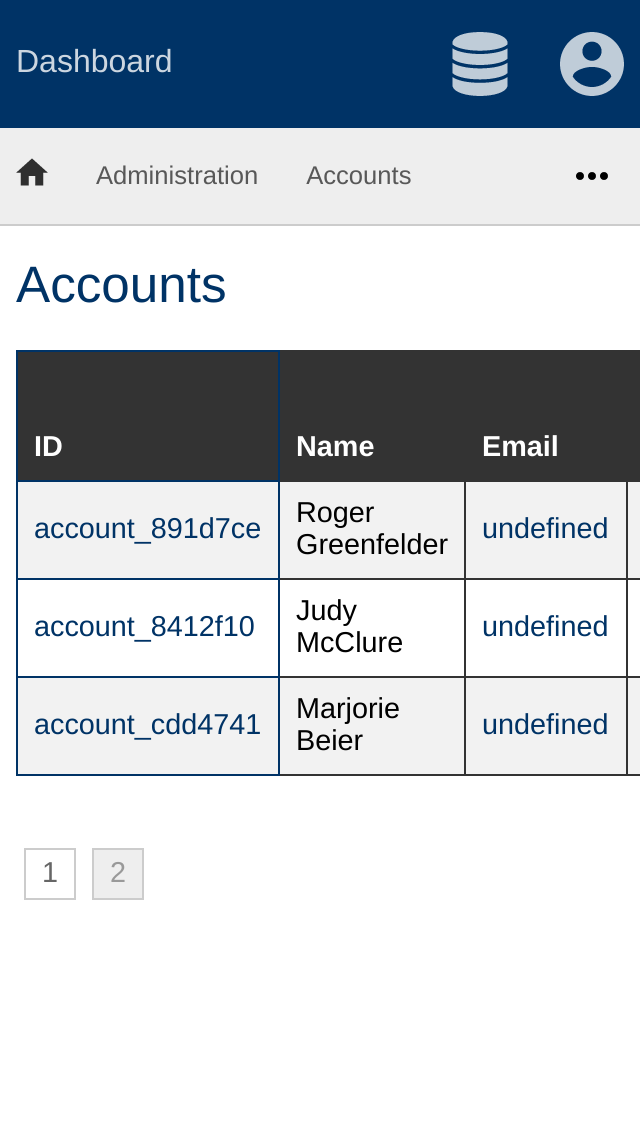 Dashboard
Administration Accounts
Accounts
ID Name Email
account_891d7ce Roger Greenfelder undefined
account_8412f10 Judy McClure undefined
account_cdd4741 Marjorie Beier undefined
1 2